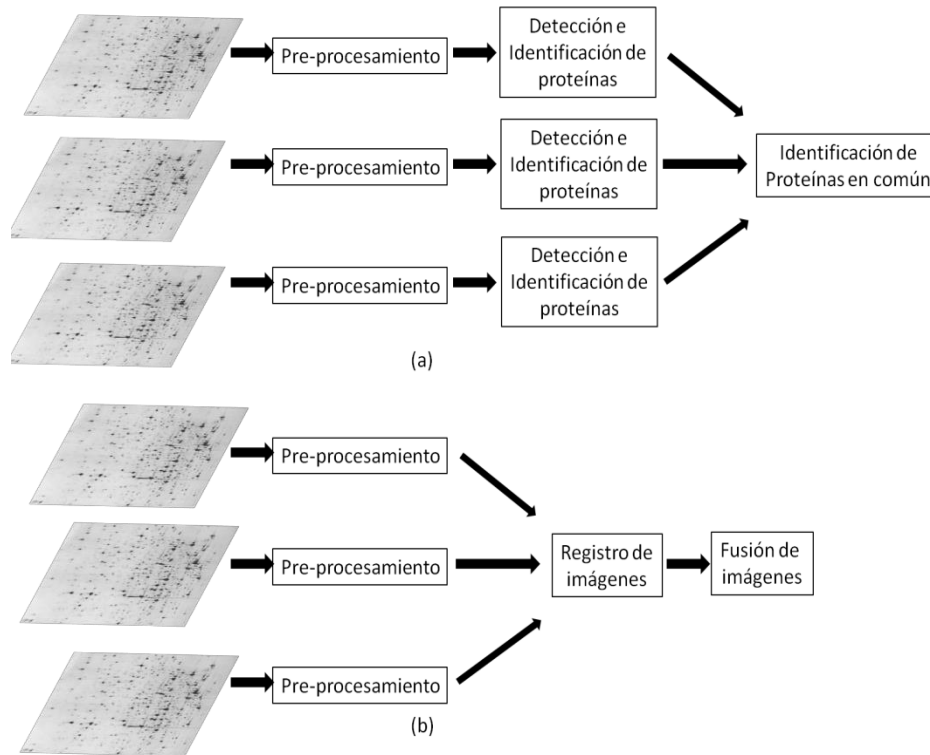 Pre-procesamiento
Detección e
Identificación de
proteínas
Pre-procesamiento
Detección e
Identificación de
proteínas
Identificación de
Proteínas en común
Pre-procesamiento
Detección e
Identificación de
proteínas
(a)
Pre-procesamiento
Pre-procesamiento
Registro de
imágenes
Fusión de
imágenes
Pre-procesamiento
(b)